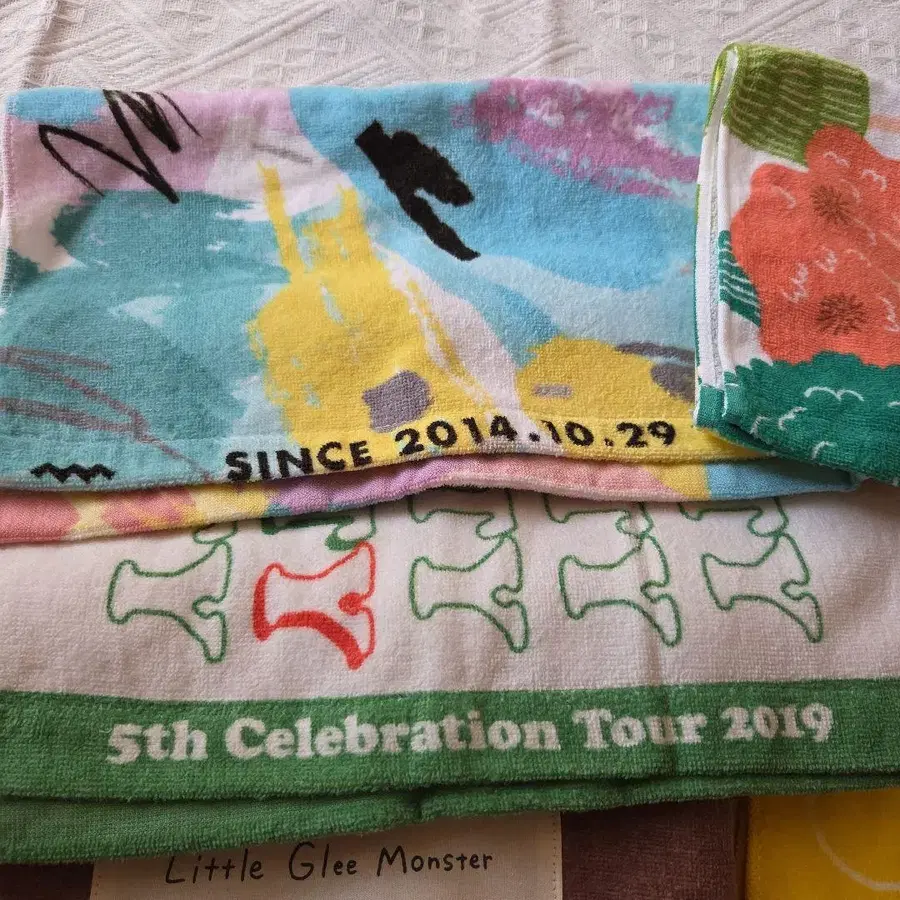 SINCE 2014.10.29
5th Celebration Tour 2019
Little Glee Monster